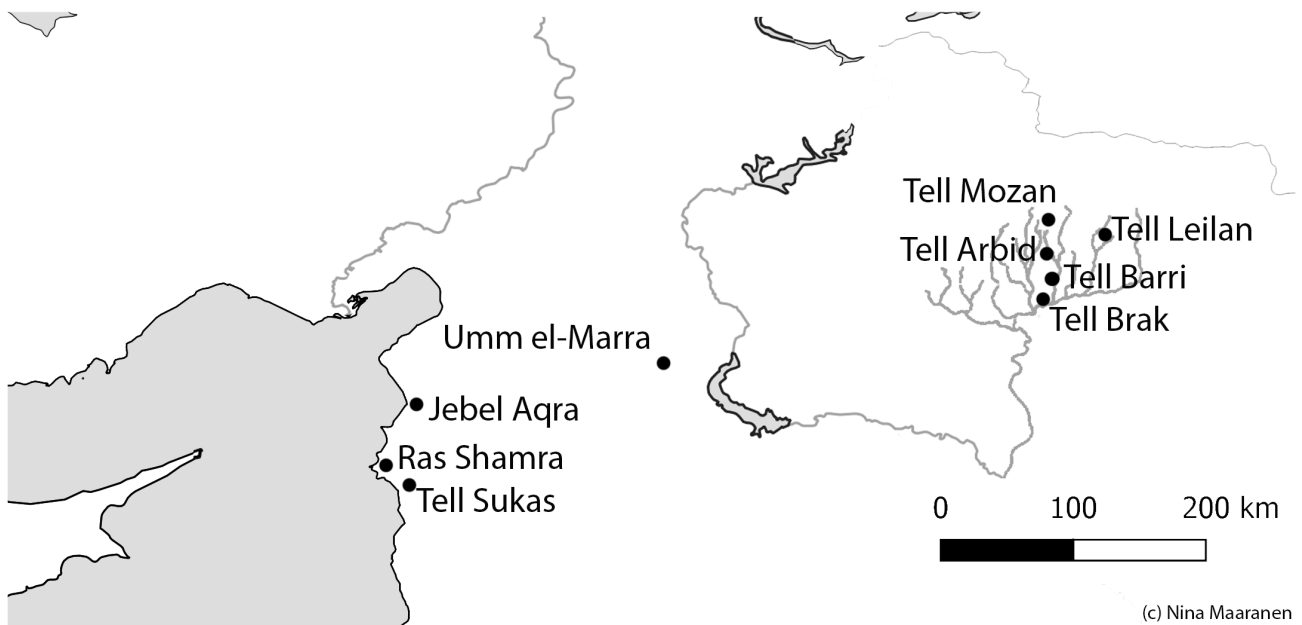 Tell Mozan
Tell Leilan
Tell Arbid
Tell Barri
Tell Brak
Umm el-Marra
Jebel Aqra
Ras Shamra
Tell Sukas
0 100 200 km
(c) Nina Maaranen